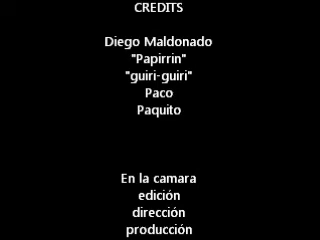 CREDITS
Diego Maldonado
"Papirrin"
"guiri-guiri"
Paco
Paquito
En la camara
edición
dirección
producción